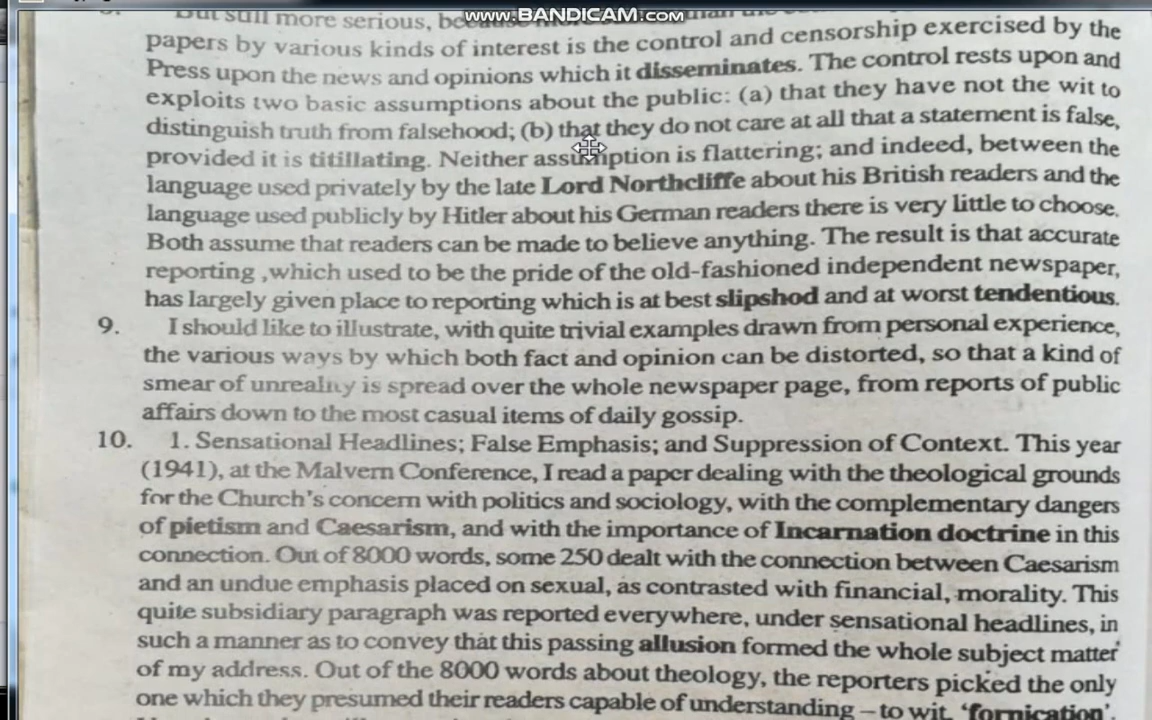 www.BANDICAM.com
But still more serious,
papers by various kinds of interest is the control and censorship exercised by the
Press upon the news and opinions which it disseminates. The control rests upon and
exploits two basic assumptions about the public: (a) that they have not the wit to
distinguish truth from falsehood; (b) that they do not care at all that a statement is false,
provided it is titillating. Neither assumption is flattering; and indeed, between the
language used privately by the late Lord Northcliffe about his British readers and the
language used publicly by Hitler about his German readers there is very little to choose.
Both assume that readers can be made to believe anything. The result is that accurate
reporting ,which used to be the pride of the old-fashioned independent newspaper,
has largely given place to reporting which is at best slipshod and at worst tendentious.
9. I should like to illustrate, with quite trivial examples drawn from personal experience,
the various ways by which both fact and opinion can be distorted, so that a kind of
smear of unreality is spread over the whole newspaper page, from reports of public
affairs down to the most casual items of daily gossip.
10. 1. Sensational Headlines; False Emphasis; and Suppression of Context. This year
(1941), at the Malvern Conference, I read a paper dealing with the theological grounds
for the Church's concern with politics and sociology, with the complementary dangers
of pietism and Caesarism, and with the importance of Incarnation doctrine in this
connection. Out of 8000 words, some 250 dealt with the connection between Caesarism
and an undue emphasis placed on sexual, as contrasted with financial, morality. This
quite subsidiary paragraph was reported everywhere, under sensational headlines, in
such a manner as to convey that this passing allusion formed the whole subject matter
of my address. Out of the 8000 words about theology, the reporters picked the only
one which they presumed their readers capable of understanding – to wit, 'fornication'.